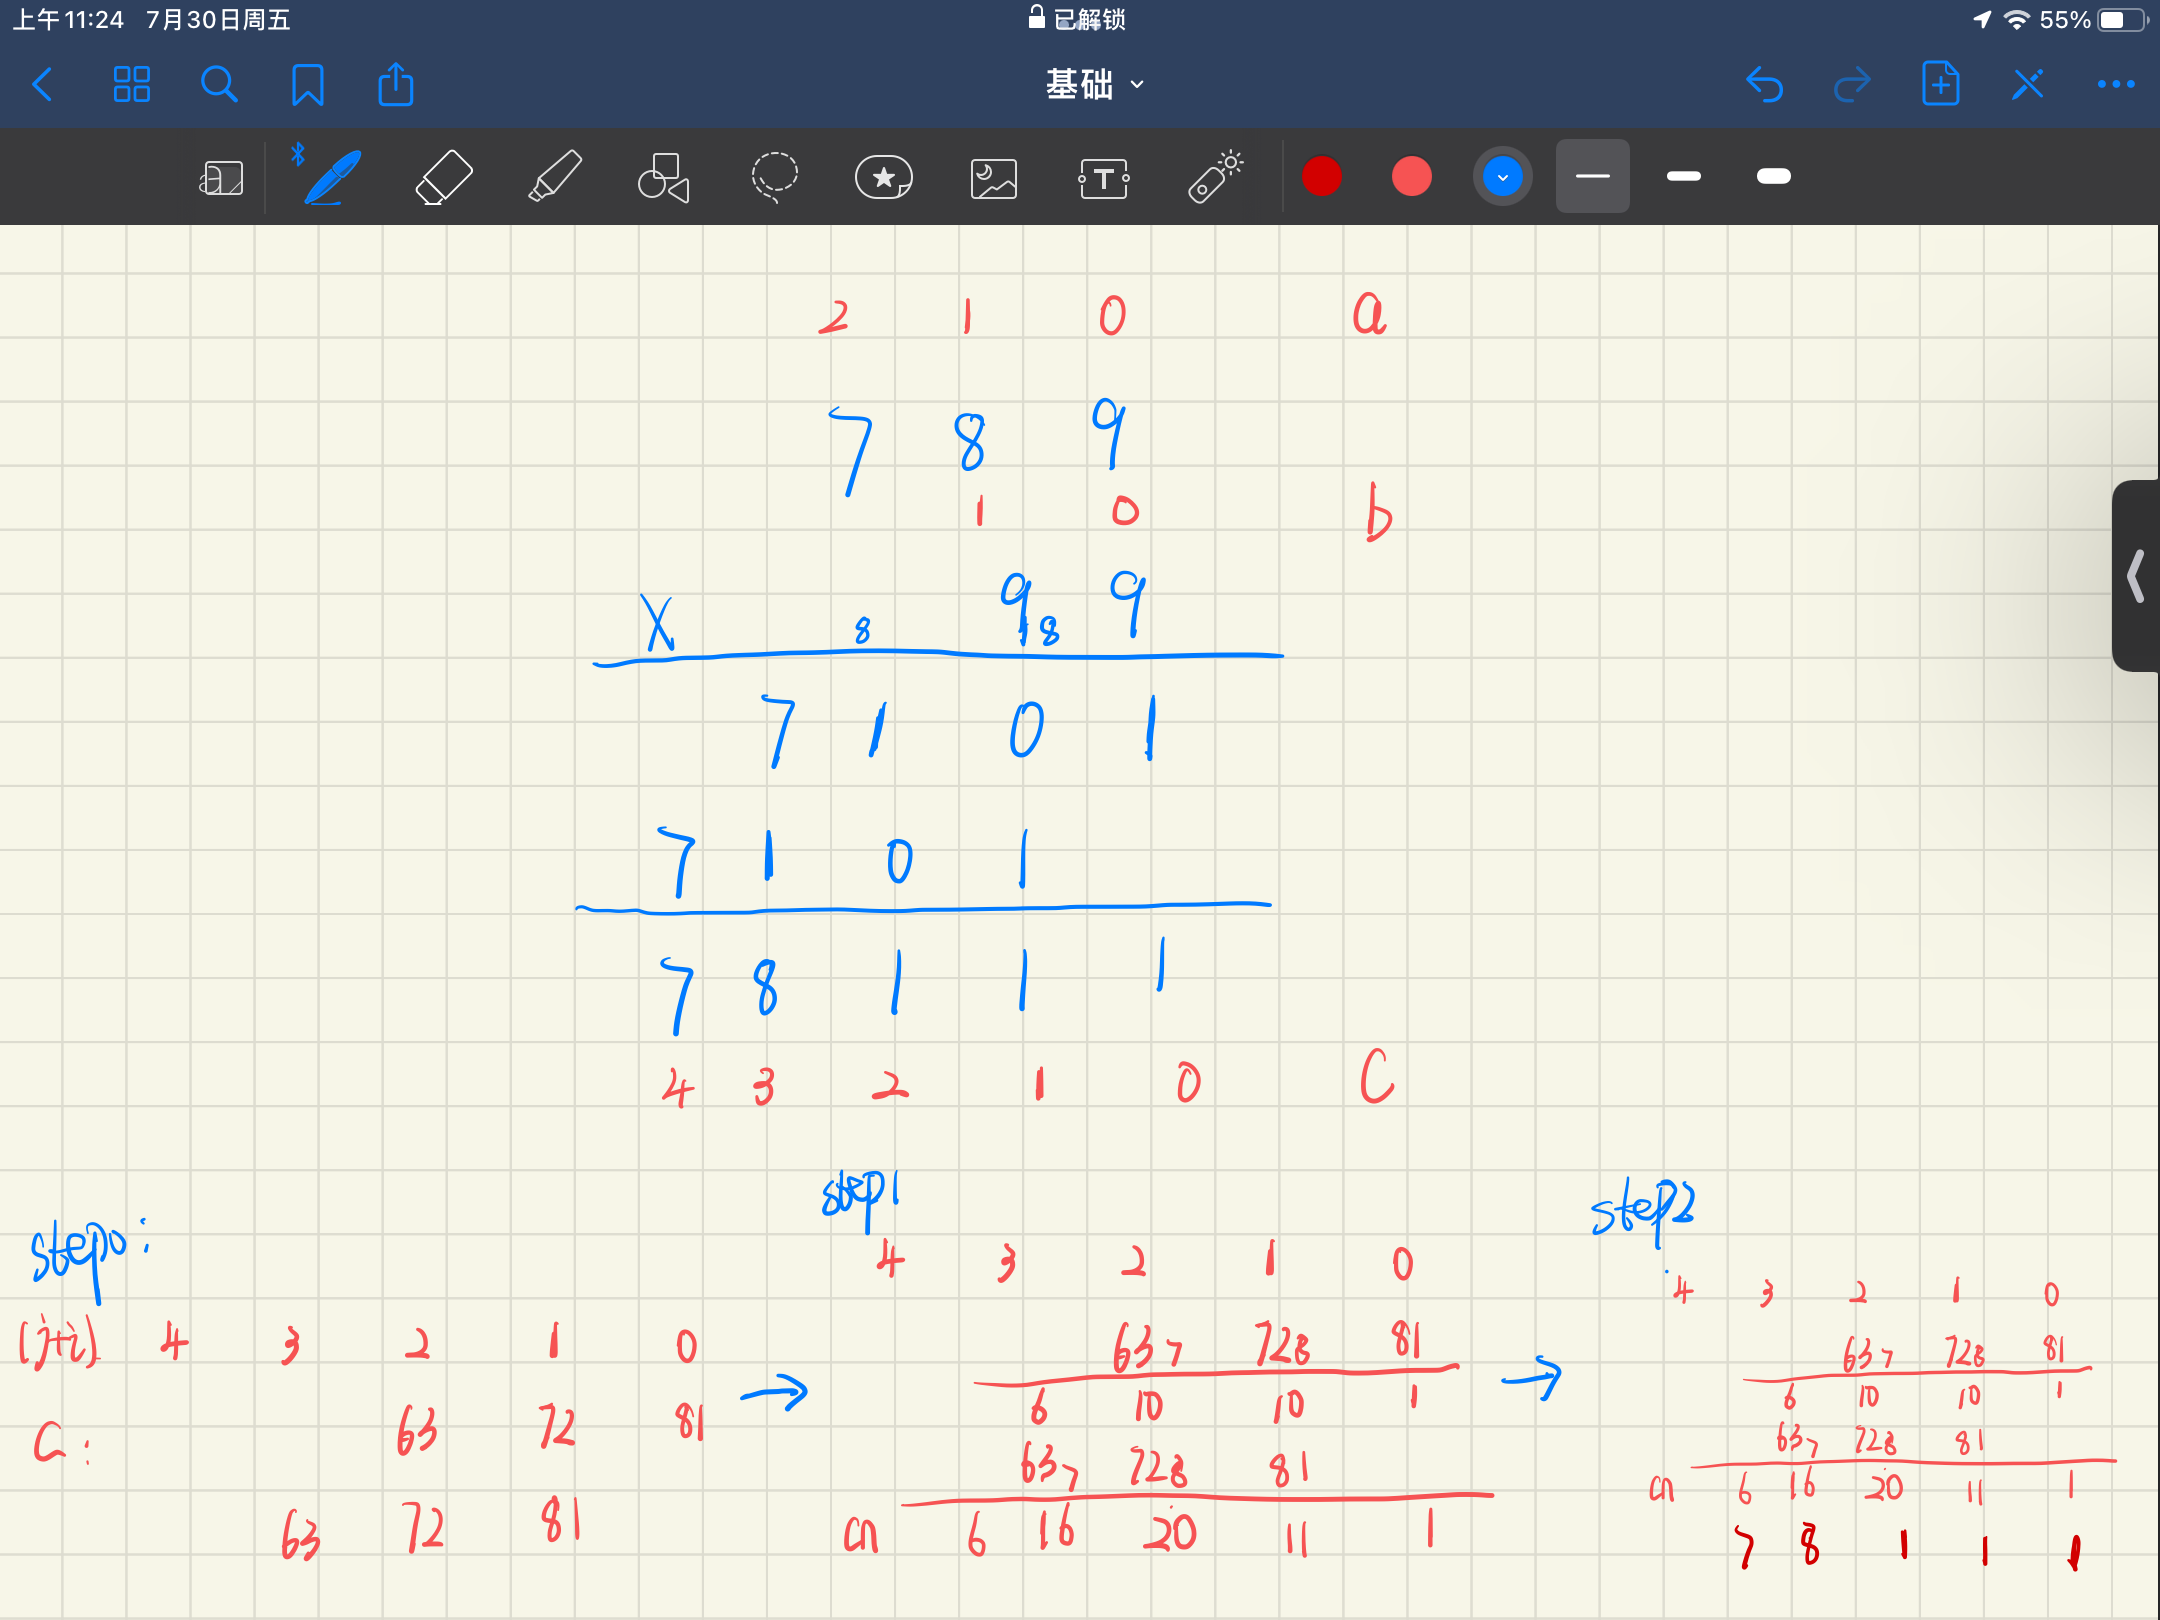 上午11:24 7月30日周五
已解锁
55%
基础
2 1 0 a
7 8 9
1 0 b
X 9 9
8 8
7 1 0 1
7 1 0 1
7 8 1 1 1
4 3 2 1 0 C
step0:
(j+i) 4 3 2 1 0
C: 63 72 81
63 72 81
step1
4 3 2 1 0
63 7 72 8 81
6 10 10 1
63 7 72 8 81
cn 6 16 20 11 1
step2
4 3 2 1 0
63 7 72 8 81
6 10 10 1
63 7 72 8 81
cn 6 16 20 11 1
7 8 1 1 1